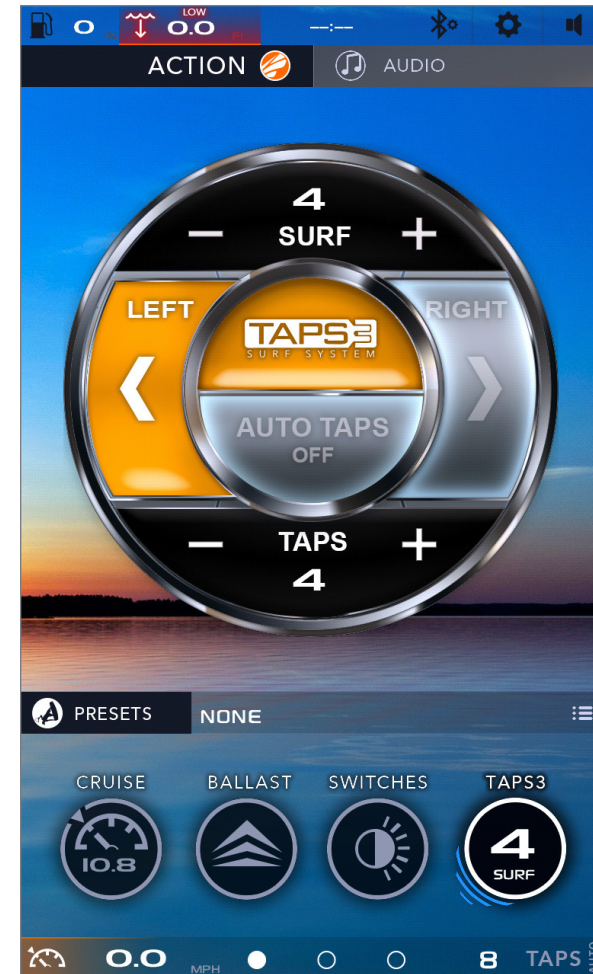 0 LOW 0.0 --:--
ACTION AUDIO
4
− SURF +
LEFT RIGHT
TAPS3
SURF SYSTEM
AUTO TAPS
OFF
− TAPS +
4
PRESETS NONE
CRUISE BALLAST SWITCHES TAPS3
10.8 4
SURF
0.0 MPH 8 TAPS AUTO